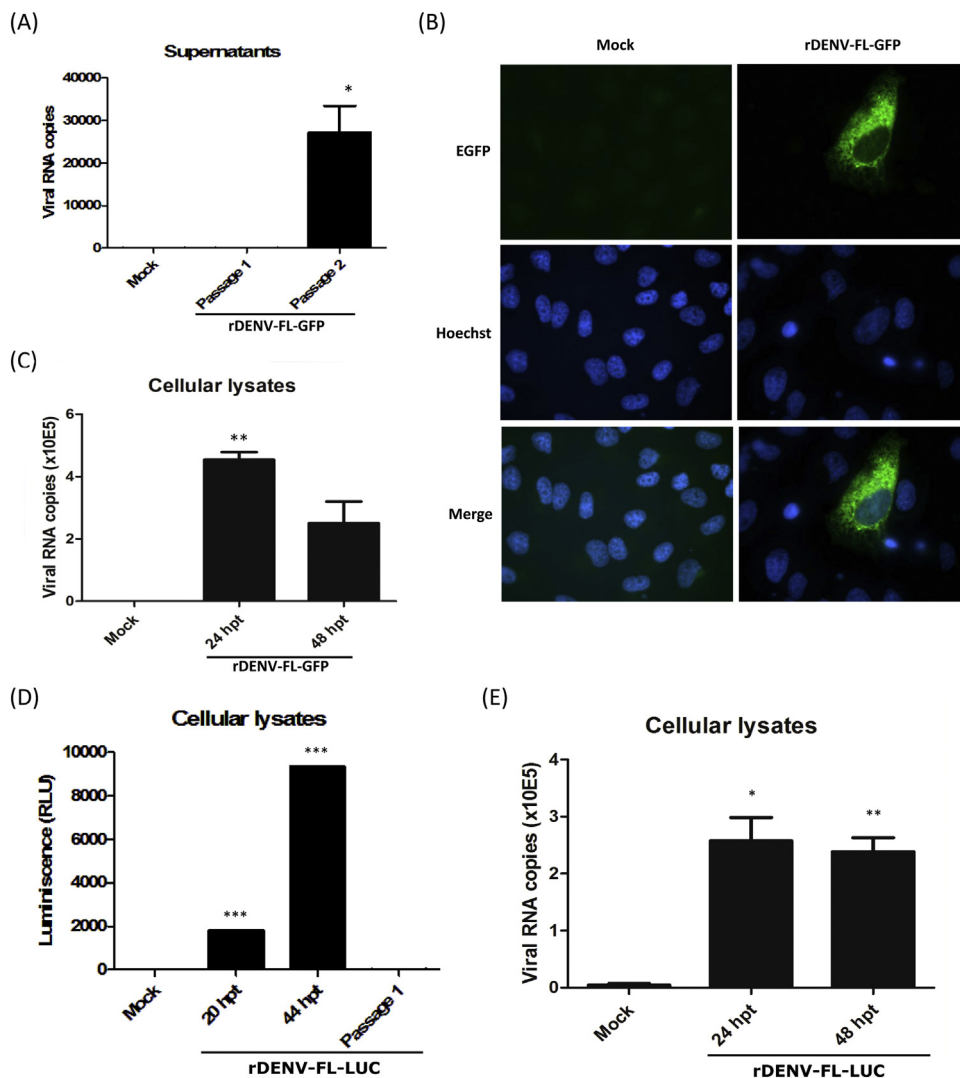 (A)
Supernatants
Viral RNA copies
40000
30000
20000
10000
0
Mock
Passage 1
Passage 2
*
rDENV-FL-GFP
(B)
Mock
rDENV-FL-GFP
EGFP
Hoechst
Merge
(C)
Cellular lysates
Viral RNA copies (x10E5)
6
4
2
0
**
Mock
24 hpt
48 hpt
rDENV-FL-GFP
(D)
Cellular lysates
Luminiscence (RLU)
10000
8000
6000
4000
2000
0
***
***
Mock
20 hpt
44 hpt
Passage 1
rDENV-FL-LUC
(E)
Cellular lysates
Viral RNA copies (x10E5)
4
3
2
1
0
*
**
Mock
24 hpt
48 hpt
rDENV-FL-LUC